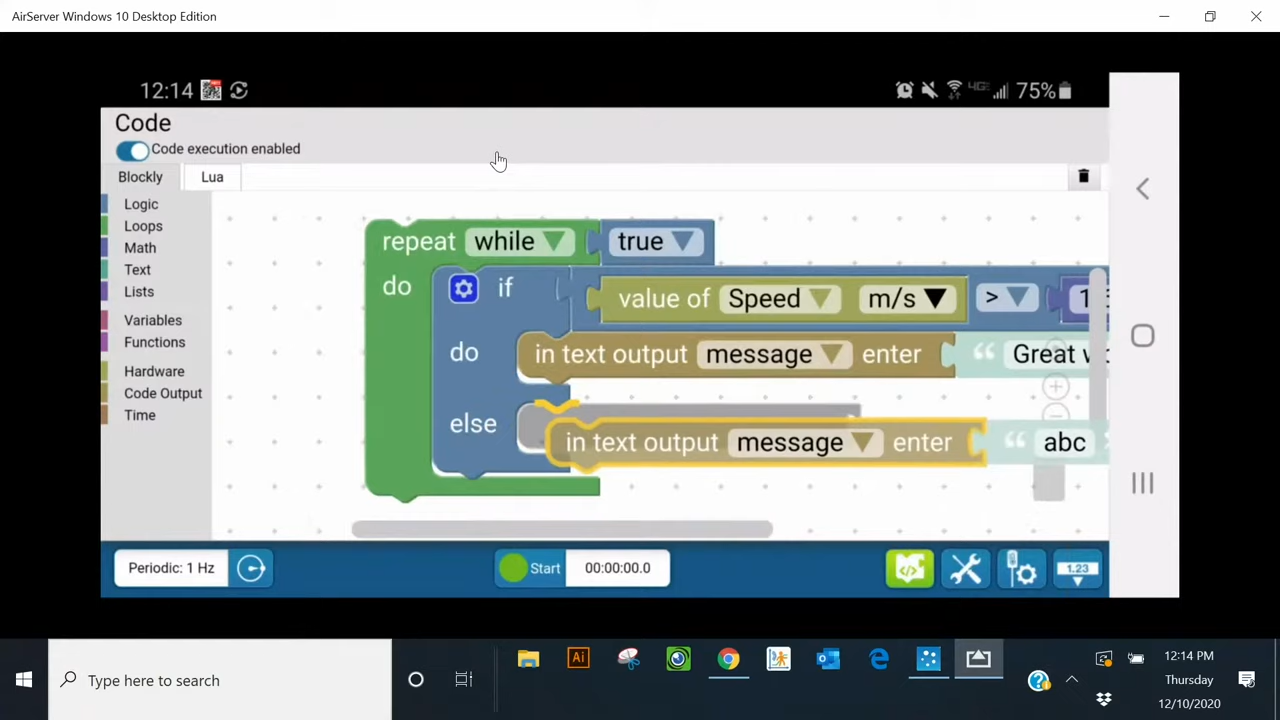 AirServer Windows 10 Desktop Edition
12:14
4G
75%
Code
Code execution enabled
Blockly
Lua
Logic
Loops
Math
Text
Lists
Variables
Functions
Hardware
Code Output
Time
repeat while true
do
if
value of Speed m/s >
do
in text output message enter “ Great
else
in text output message enter “ abc
Periodic: 1 Hz
Start
00:00:00.0
1.23
Type here to search
Ai
12:14 PM
Thursday
12/10/2020